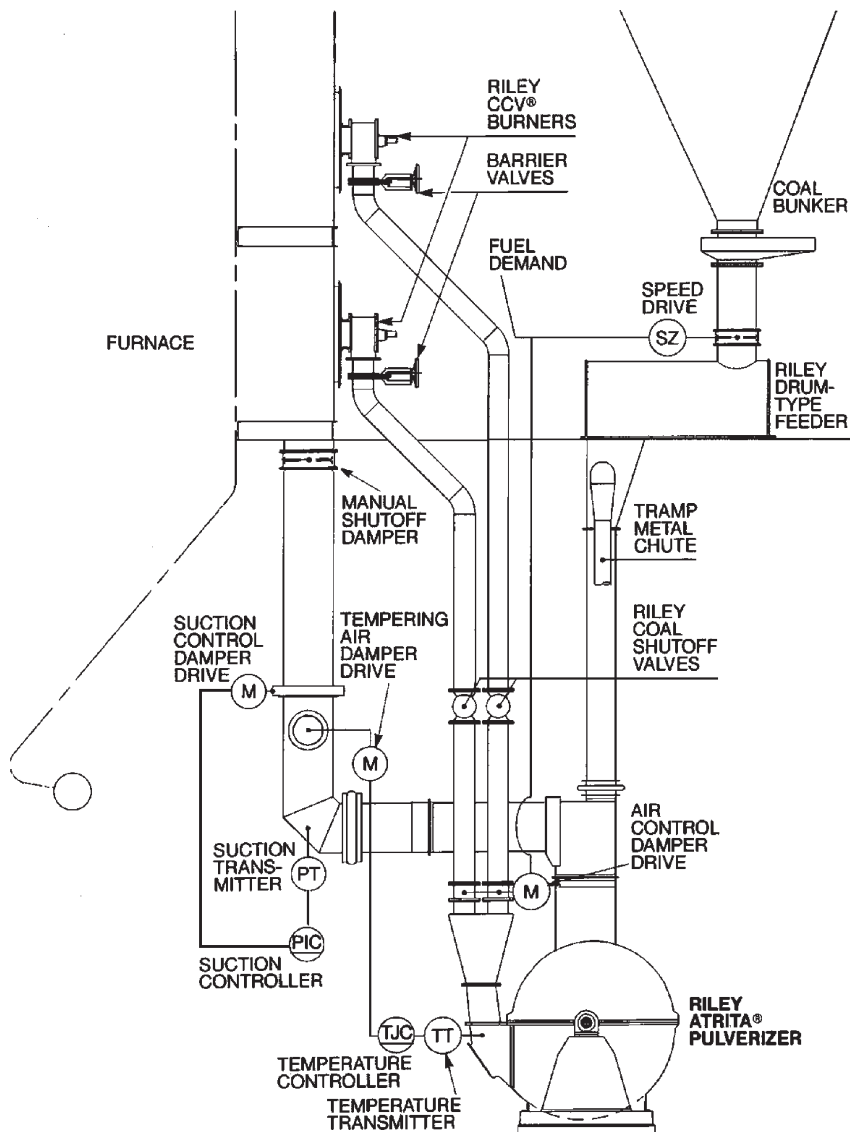 RILEY
CCV®
BURNERS
BARRIER
VALVES
COAL
BUNKER
FUEL
DEMAND
SPEED
DRIVE
SZ
FURNACE
RILEY
DRUM-
TYPE
FEEDER
MANUAL
SHUTOFF
DAMPER
TRAMP
METAL
CHUTE
SUCTION
CONTROL
DAMPER
DRIVE
M
TEMPERING
AIR
DAMPER
DRIVE
M
RILEY
COAL
SHUTOFF
VALVES
AIR
CONTROL
DAMPER
DRIVE
M
SUCTION
TRANS-
MITTER
PT
PIC
SUCTION
CONTROLLER
RILEY
ATRITA®
PULVERIZER
TJC
TT
TEMPERATURE
CONTROLLER
TEMPERATURE
TRANSMITTER